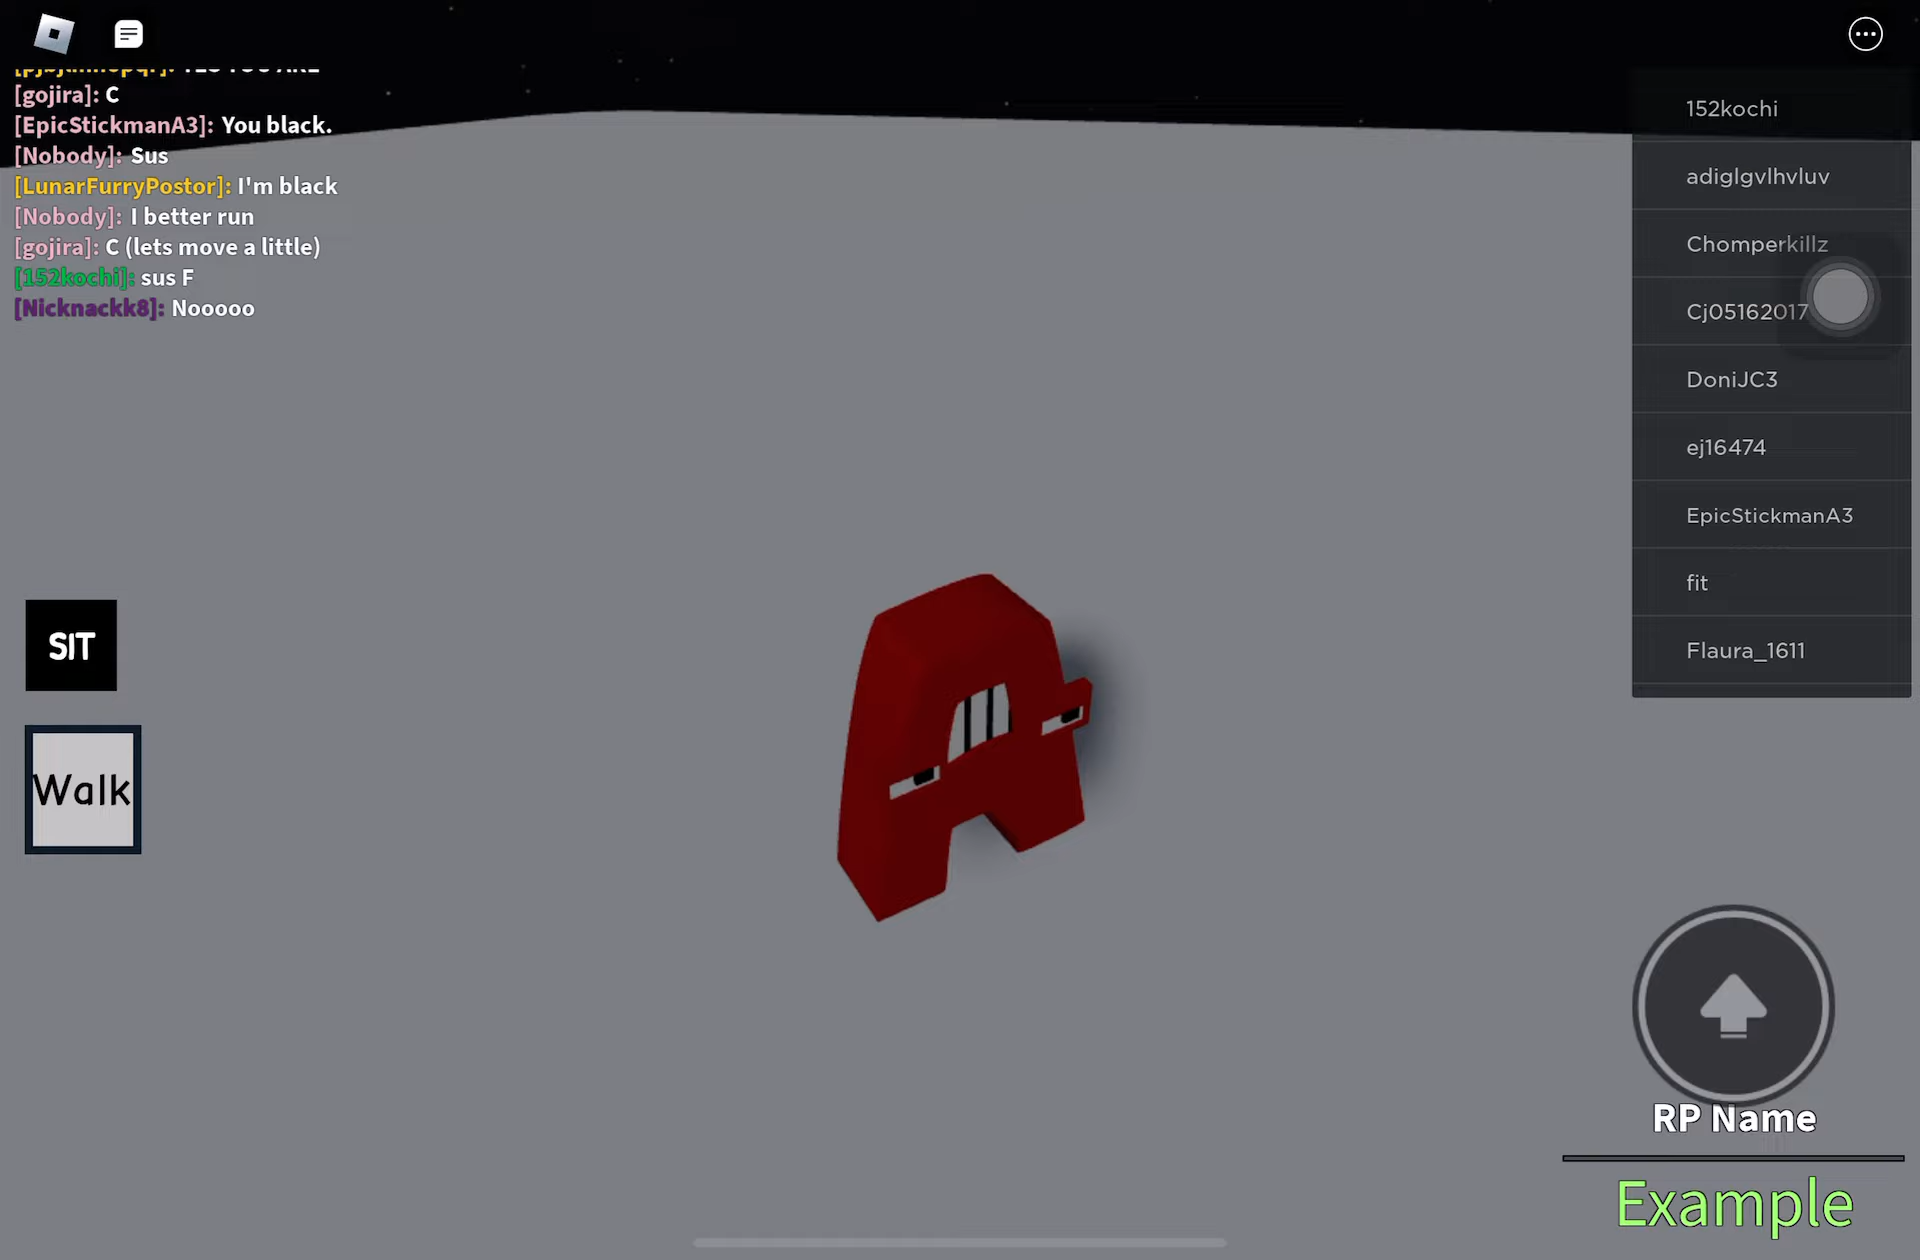 [gojira]: C
[EpicStickmanA3]: You black.
[Nobody]: Sus
[LunarFurryPostor]: I'm black
[Nobody]: I better run
[gojira]: C (lets move a little)
[152kochi]: sus F
[Nicknackk8]: Nooooo
152kochi
adiglgvlhvluv
Chomperkillz
Cj05162017
DoniJC3
ej16474
EpicStickmanA3
fit
Flaura_1611
SIT
Walk
RP Name
Example